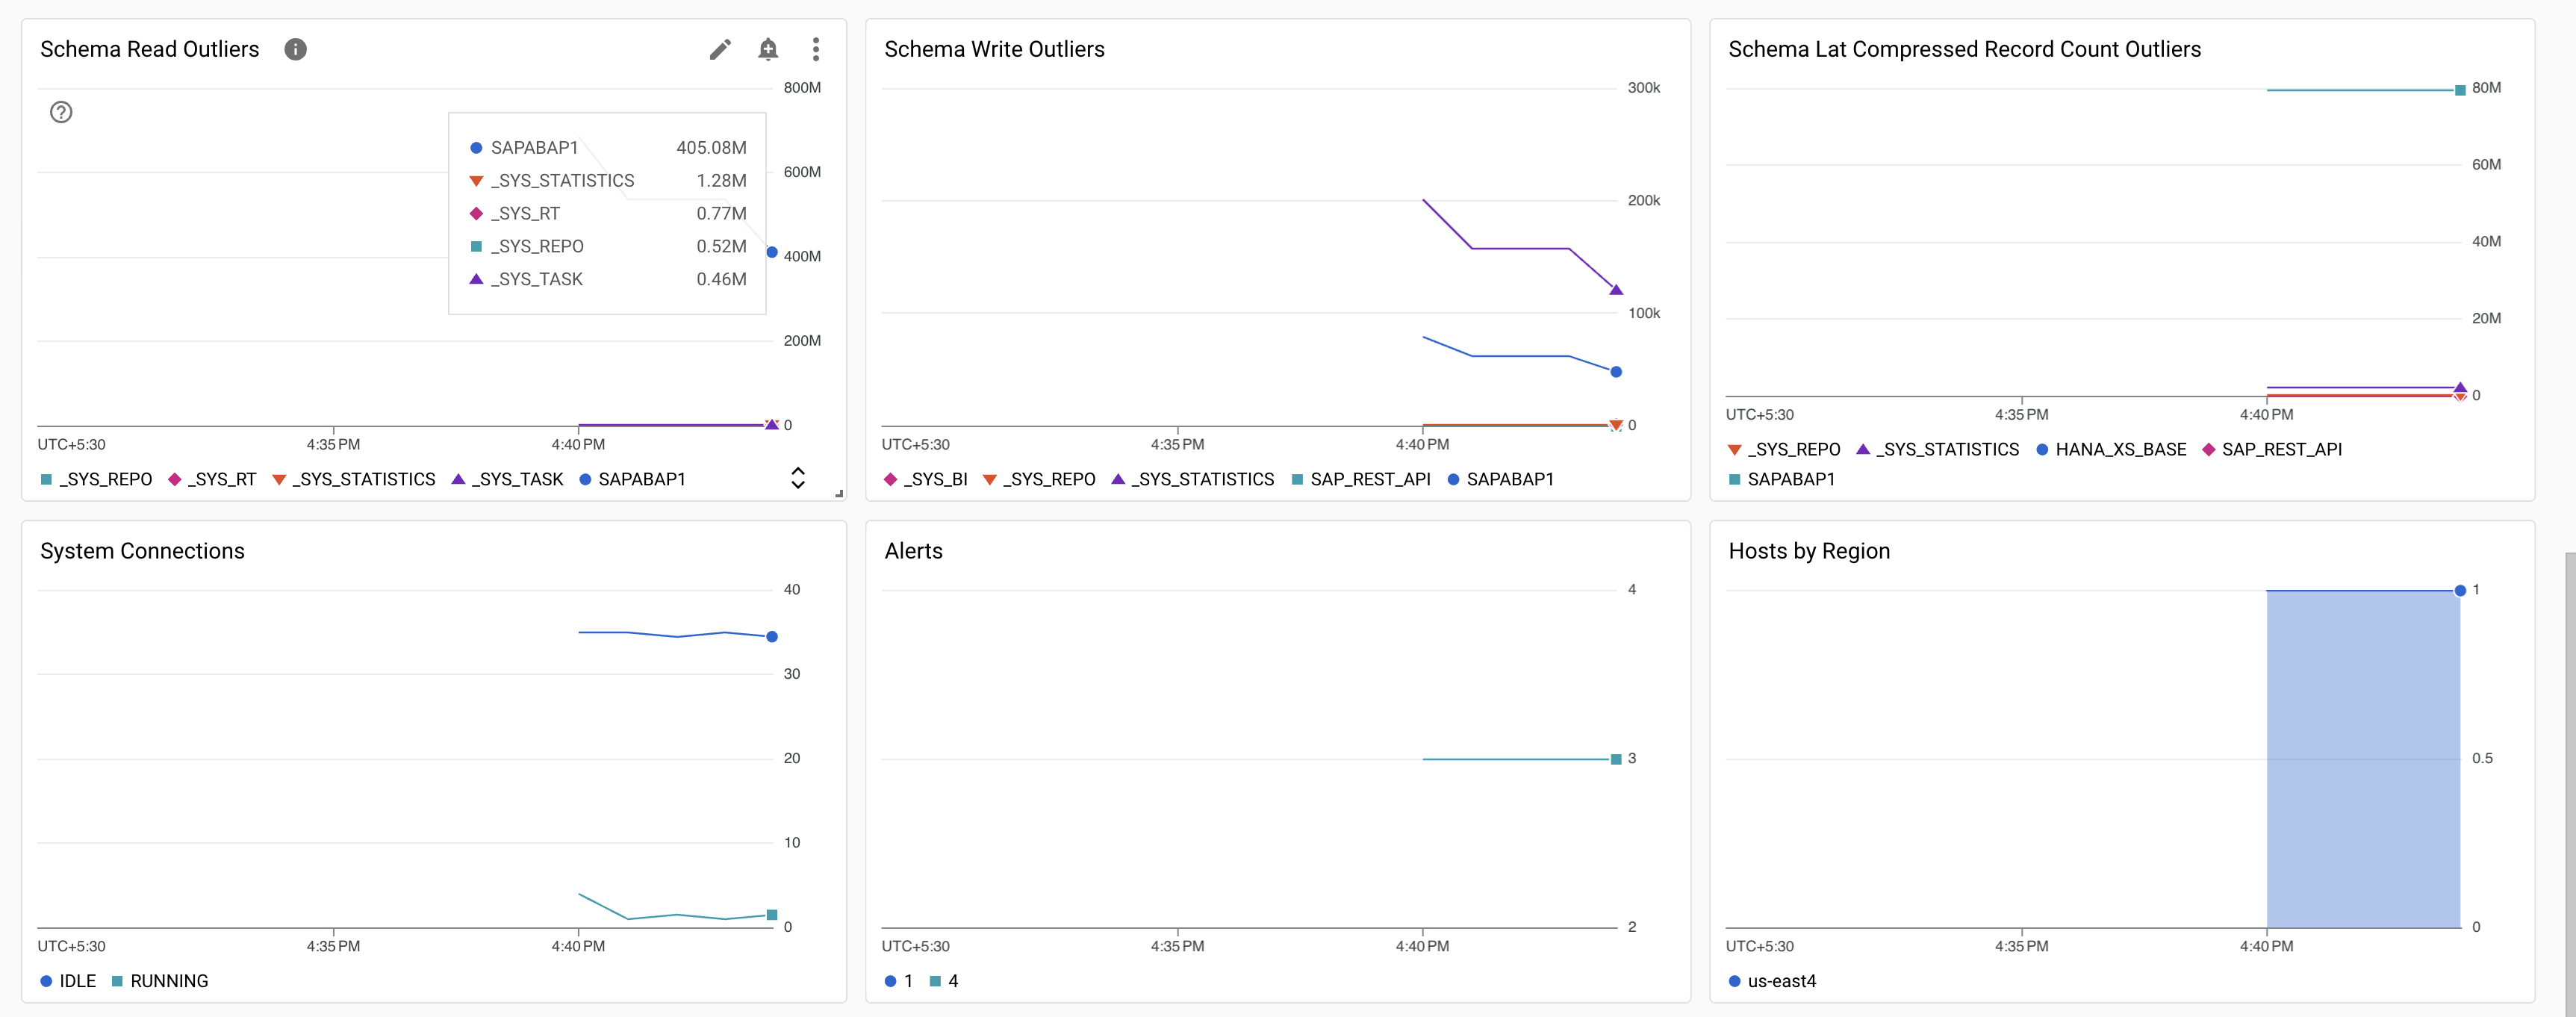 Schema Read Outliers
800M
600M
400M
200M
0
SAPABAP1 405.08M
_SYS_STATISTICS 1.28M
_SYS_RT 0.77M
_SYS_REPO 0.52M
_SYS_TASK 0.46M
UTC+5:30 4:35 PM 4:40 PM
_SYS_REPO _SYS_RT _SYS_STATISTICS _SYS_TASK SAPABAP1
Schema Write Outliers
300k
200k
100k
0
UTC+5:30 4:35 PM 4:40 PM
_SYS_BI _SYS_REPO _SYS_STATISTICS SAP_REST_API SAPABAP1
Schema Lat Compressed Record Count Outliers
80M
60M
40M
20M
0
UTC+5:30 4:35 PM 4:40 PM
_SYS_REPO _SYS_STATISTICS HANA_XS_BASE SAP_REST_API
SAPABAP1
System Connections
40
30
20
10
0
UTC+5:30 4:35 PM 4:40 PM
IDLE RUNNING
Alerts
4
3
2
UTC+5:30 4:35 PM 4:40 PM
1 4
Hosts by Region
1
0.5
0
UTC+5:30 4:35 PM 4:40 PM
us-east4